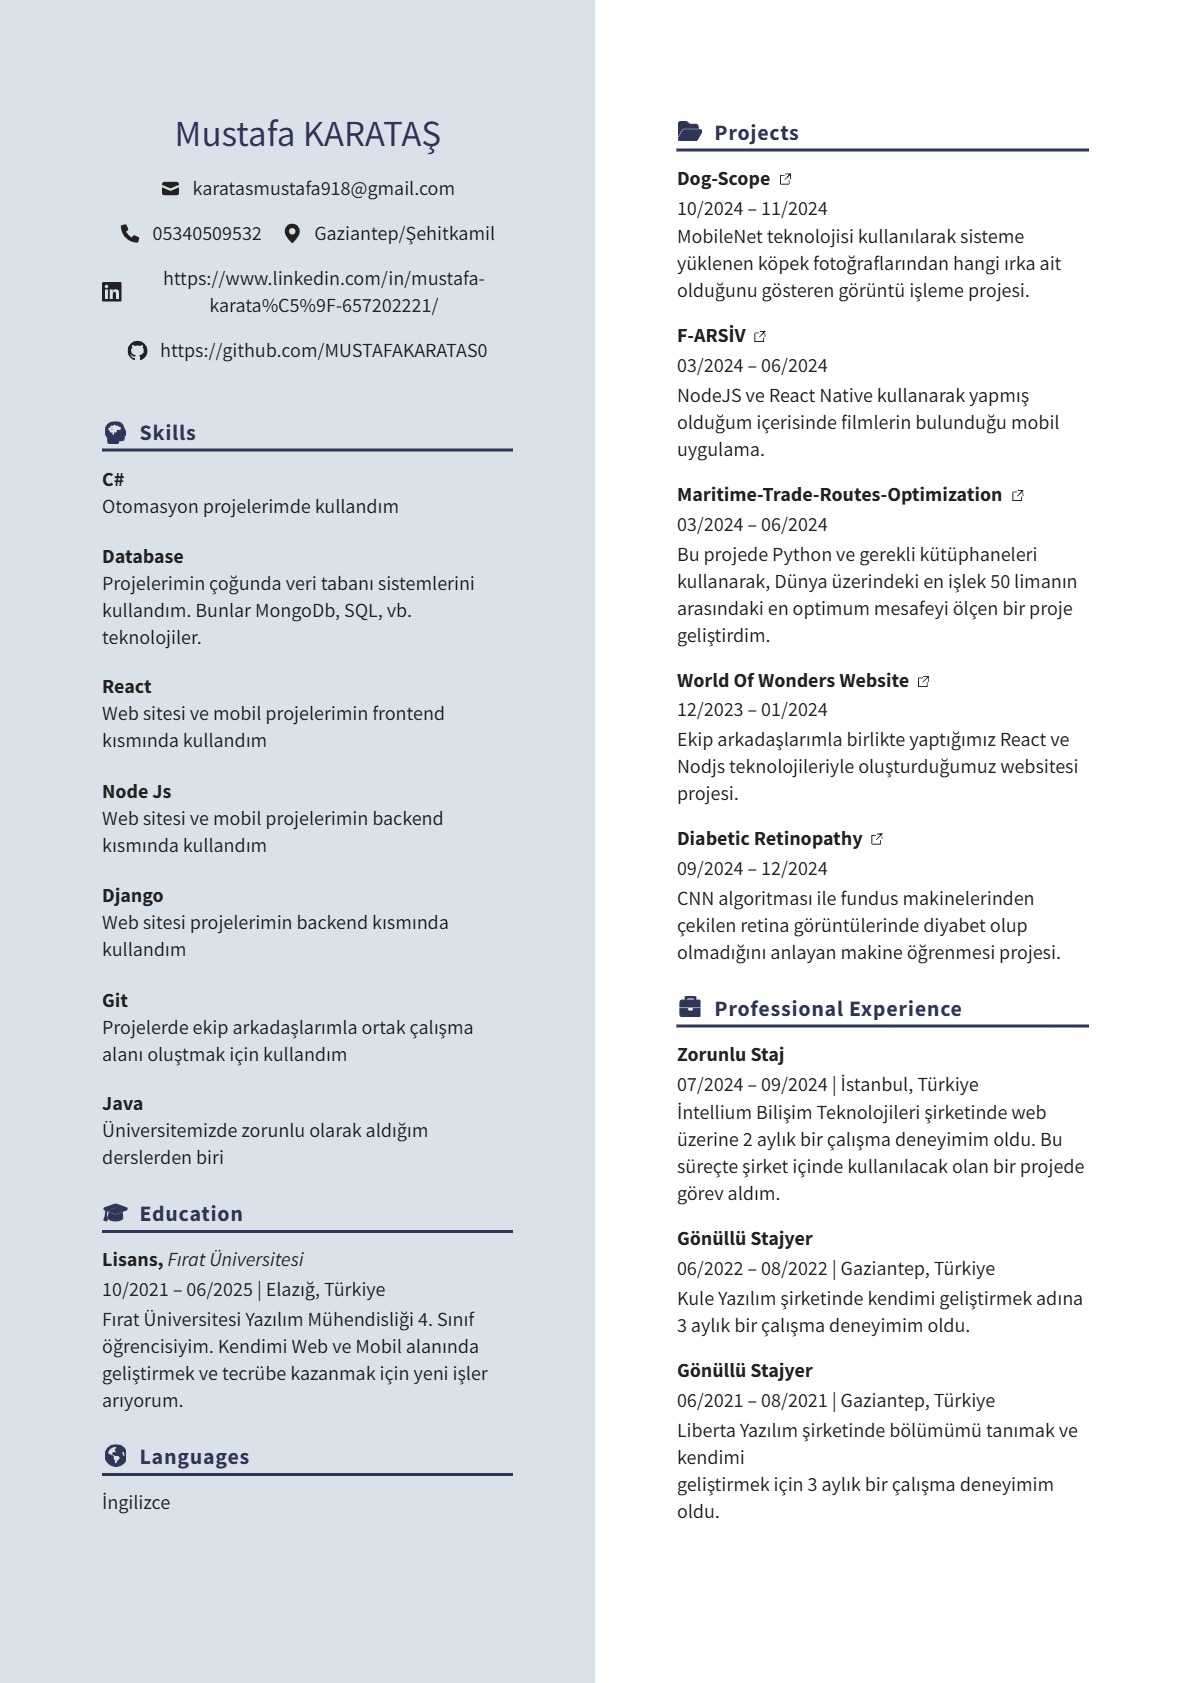 Mustafa KARATAŞ
karatasmustafa918@gmail.com
05340509532 Gaziantep/Şehitkamil
https://www.linkedin.com/in/mustafa-
karata%C5%9F-657202221/
https://github.com/MUSTAFAKARATAS0
Skills
C#
Otomasyon projelerimde kullandım
Database
Projelerimin çoğunda veri tabanı sistemlerini
kullandım. Bunlar MongoDb, SQL, vb.
teknolojiler.
React
Web sitesi ve mobil projelerimin frontend
kısmında kullandım
Node Js
Web sitesi ve mobil projelerimin backend
kısmında kullandım
Django
Web sitesi projelerimin backend kısmında
kullandım
Git
Projelerde ekip arkadaşlarımla ortak çalışma
alanı oluştmak için kullandım
Java
Üniversitemizde zorunlu olarak aldığım
derslerden biri
Education
Lisans, Fırat Üniversitesi
10/2021 – 06/2025 | Elazığ, Türkiye
Fırat Üniversitesi Yazılım Mühendisliği 4. Sınıf
öğrencisiyim. Kendimi Web ve Mobil alanında
geliştirmek ve tecrübe kazanmak için yeni işler
arıyorum.
Languages
İngilizce
Projects
Dog-Scope
10/2024 – 11/2024
MobileNet teknolojisi kullanılarak sisteme
yüklenen köpek fotoğraflarından hangi ırka ait
olduğunu gösteren görüntü işleme projesi.
F-ARSİV
03/2024 – 06/2024
NodeJS ve React Native kullanarak yapmış
olduğum içerisinde filmlerin bulunduğu mobil
uygulama.
Maritime-Trade-Routes-Optimization
03/2024 – 06/2024
Bu projede Python ve gerekli kütüphaneleri
kullanarak, Dünya üzerindeki en işlek 50 limanın
arasındaki en optimum mesafeyi ölçen bir proje
geliştirdim.
World Of Wonders Website
12/2023 – 01/2024
Ekip arkadaşlarımla birlikte yaptığımız React ve
Nodjs teknolojileriyle oluşturduğumuz websitesi
projesi.
Diabetic Retinopathy
09/2024 – 12/2024
CNN algoritması ile fundus makinelerinden
çekilen retina görüntülerinde diyabet olup
olmadığını anlayan makine öğrenmesi projesi.
Professional Experience
Zorunlu Staj
07/2024 – 09/2024 | İstanbul, Türkiye
İntellium Bilişim Teknolojileri şirketinde web
üzerine 2 aylık bir çalışma deneyimim oldu. Bu
süreçte şirket içinde kullanılacak olan bir projede
görev aldım.
Gönüllü Stajyer
06/2022 – 08/2022 | Gaziantep, Türkiye
Kule Yazılım şirketinde kendimi geliştirmek adına
3 aylık bir çalışma deneyimim oldu.
Gönüllü Stajyer
06/2021 – 08/2021 | Gaziantep, Türkiye
Liberta Yazılım şirketinde bölümümü tanımak ve
kendimi
geliştirmek için 3 aylık bir çalışma deneyimim
oldu.